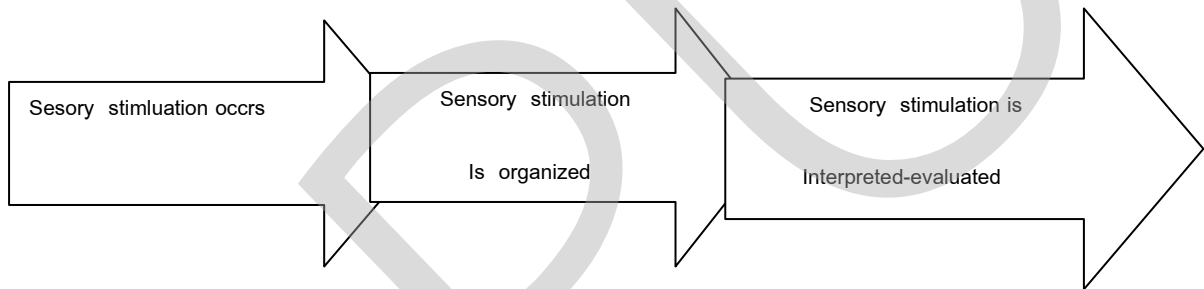 Sesory stimluation occrs
Sensory stimulation
Is organized
Sensory stimulation is
Interpreted-evaluated